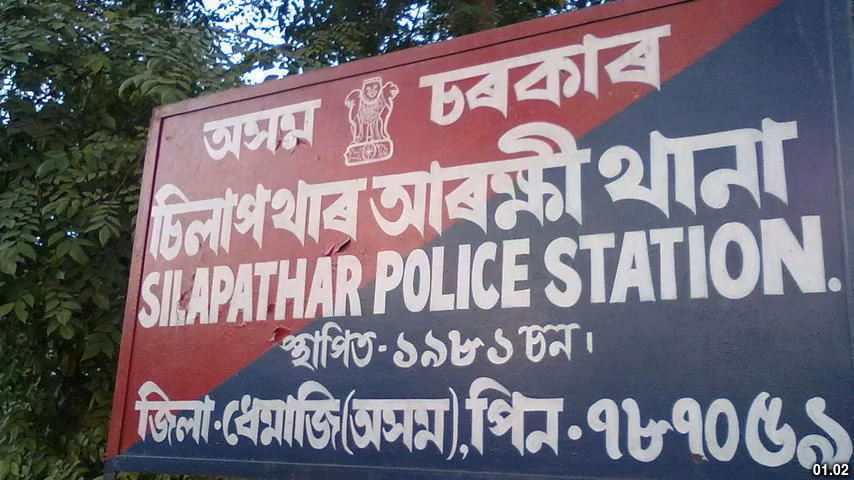 অসম চৰকাৰ
চিলাপথাৰ আৰক্ষী থানা
SILAPATHAR POLICE STATION.
স্থাপিত - ১৯৮১ চন।
জিলা - ধেমাজি (অসম), পিন - ৭৮৭০৫৯
01.02